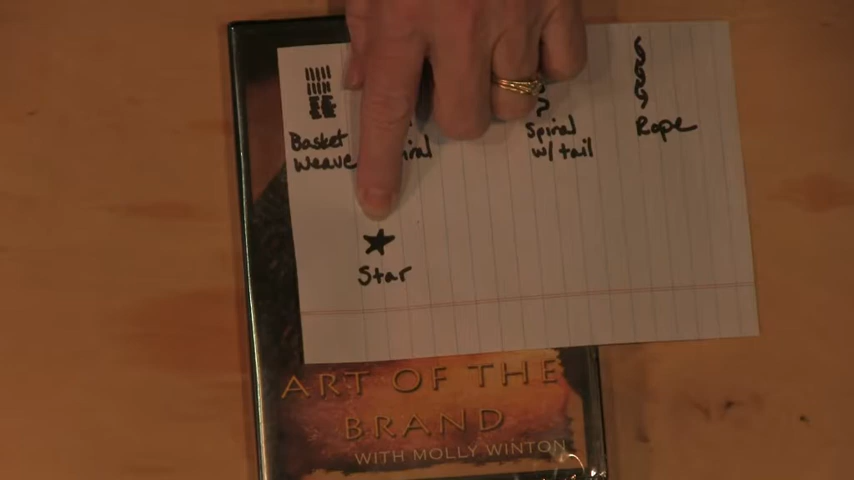 Basket
Weave
Spiral
w/tail
Rope
Star
ART OF THE
BRAND
WITH MOLLY WINTON